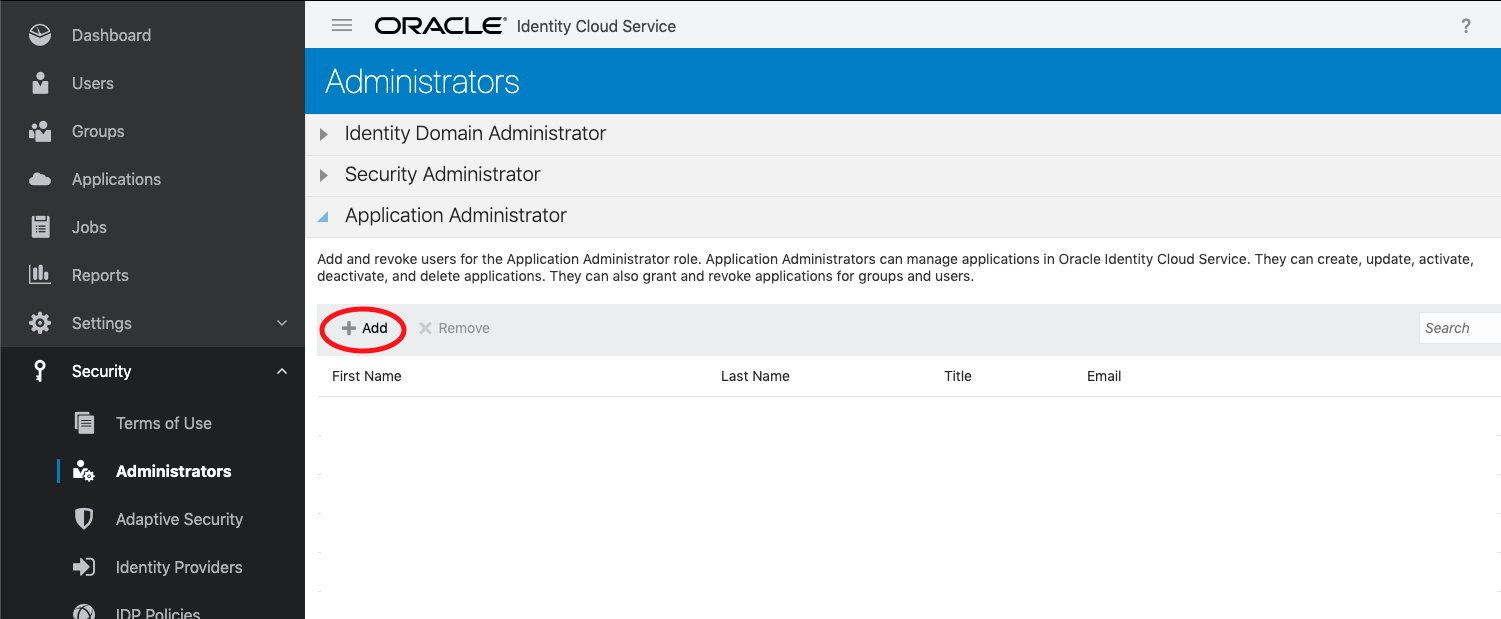 Dashboard
Users
Groups
Applications
Jobs
Reports
Settings
Security
Terms of Use
Administrators
Adaptive Security
Identity Providers
IDP Policies
ORACLE® Identity Cloud Service ?
Administrators
Identity Domain Administrator
Security Administrator
Application Administrator
Add and revoke users for the Application Administrator role. Application Administrators can manage applications in Oracle Identity Cloud Service. They can create, update, activate,
deactivate, and delete applications. They can also grant and revoke applications for groups and users.
Add Remove Search
First Name Last Name Title Email